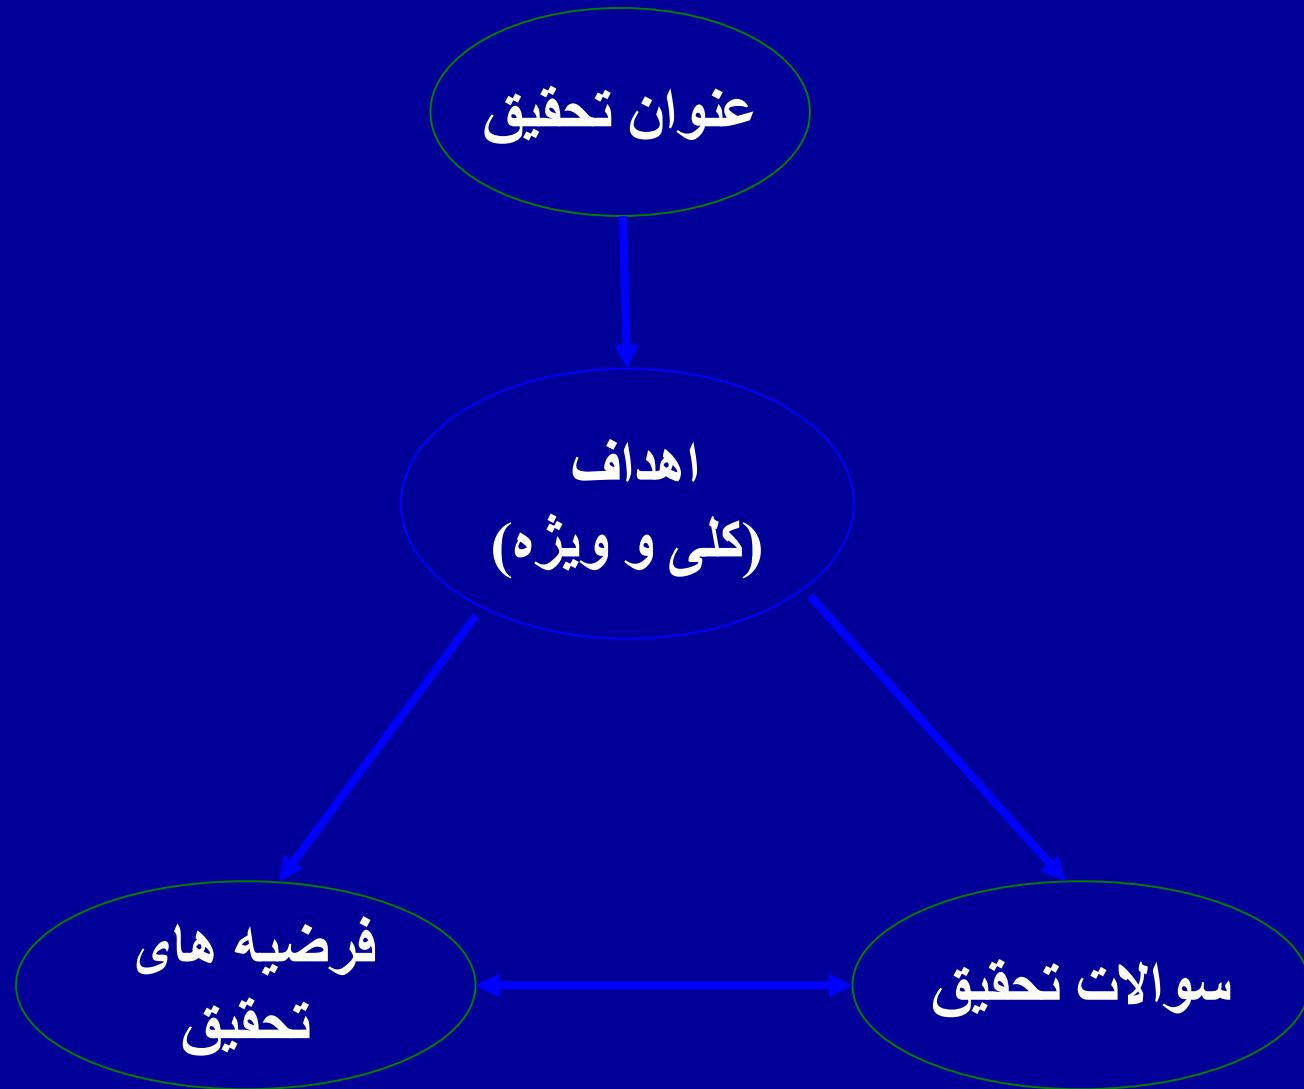 عنوان تحقیق
اهداف
(کلی و ویژه)
فرضیه های
تحقیق
سوالات تحقیق